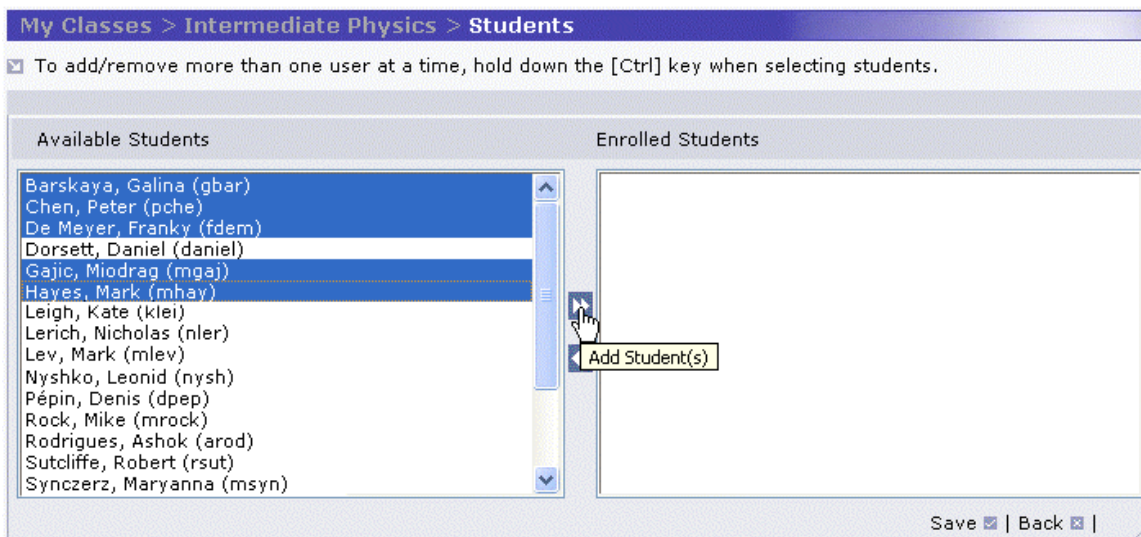 My Classes > Intermediate Physics > Students
To add/remove more than one user at a time, hold down the [Ctrl] key when selecting students.
Available Students
Enrolled Students
Barskaya, Galina (gbar)
Chen, Peter (pche)
De Meyer, Franky (fdem)
Dorsett, Daniel (daniel)
Gajic, Miodrag (mgaj)
Hayes, Mark (mhay)
Leigh, Kate (klei)
Lerich, Nicholas (nler)
Lev, Mark (mlev)
Nyshko, Leonid (nysh)
Pépin, Denis (dpep)
Rock, Mike (mrock)
Rodrigues, Ashok (arod)
Sutcliffe, Robert (rsut)
Synczerz, Maryanna (msyn)
Add Student(s)
Save | Back |